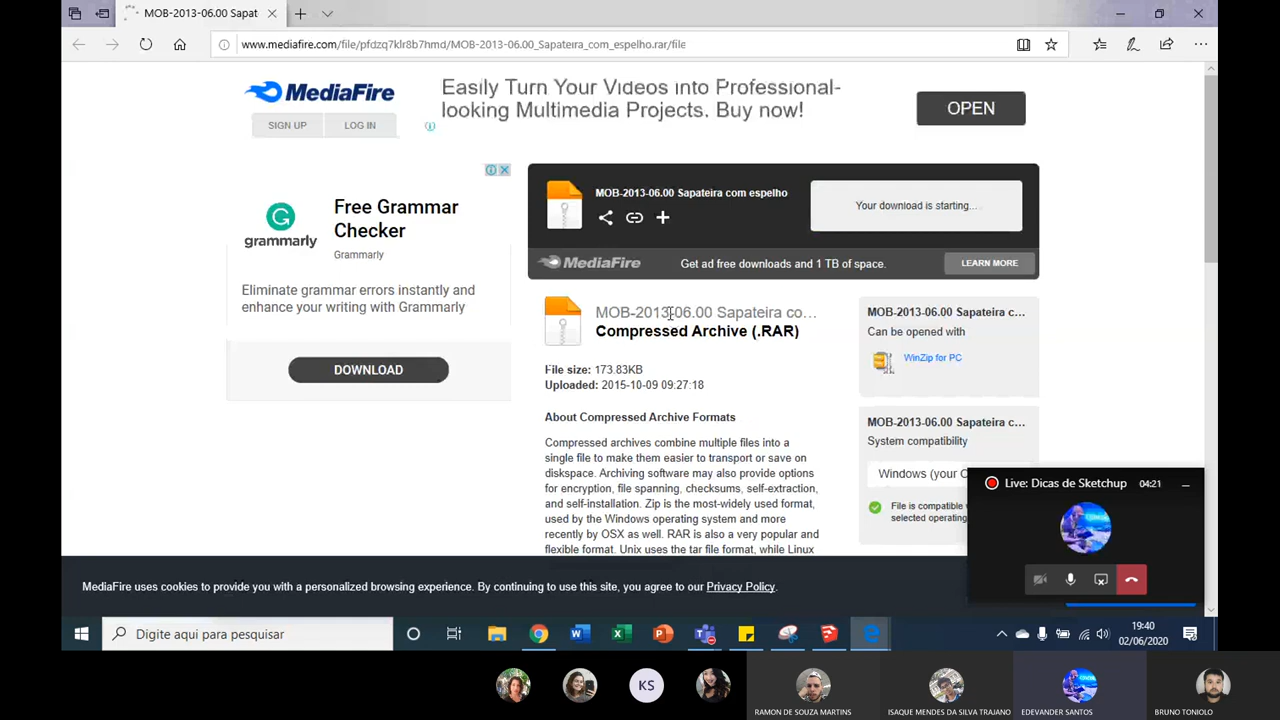 MOB-2013-06.00 Sapat
www.mediafire.com/file/pfdzq7klr8b7hmd/MOB-2013-06.00_Sapateira_com_espelho.rar/file
MediaFire
SIGN UP
LOG IN
Easily Turn Your Videos into Professional-
looking Multimedia Projects. Buy now!
OPEN
grammarly
Free Grammar
Checker
Grammarly
Eliminate grammar errors instantly and
enhance your writing with Grammarly
DOWNLOAD
MOB-2013-06.00 Sapateira com espelho
Your download is starting...
MediaFire
Get ad free downloads and 1 TB of space.
LEARN MORE
MOB-2013-06.00 Sapateira co...
Compressed Archive (.RAR)
File size: 173.83KB
Uploaded: 2015-10-09 09:27:18
About Compressed Archive Formats
Compressed archives combine multiple files into a
single file to make them easier to transport or save on
diskspace. Archiving software may also provide options
for encryption, file spanning, checksums, self-extraction,
and self-installation. Zip is the most-widely used format,
used by the Windows operating system and more
recently by OSX as well. RAR is also a very popular and
flexible format. Unix uses the tar file format, while Linux
MOB-2013-06.00 Sapateira c...
Can be opened with
WinZip for PC
MOB-2013-06.00 Sapateira c...
System compatibility
Windows (your O
File is compatible
selected operating
Live: Dicas de Sketchup
04:21
MediaFire uses cookies to provide you with a personalized browsing experience. By continuing to use this site, you agree to our Privacy Policy.
Digite aqui para pesquisar
19:40
02/06/2020
KS
RAMON DE SOUZA MARTINS
ISAQUE MENDES DA SILVA TRAJANO
EDEVANDER SANTOS
BRUNO TONIOLO